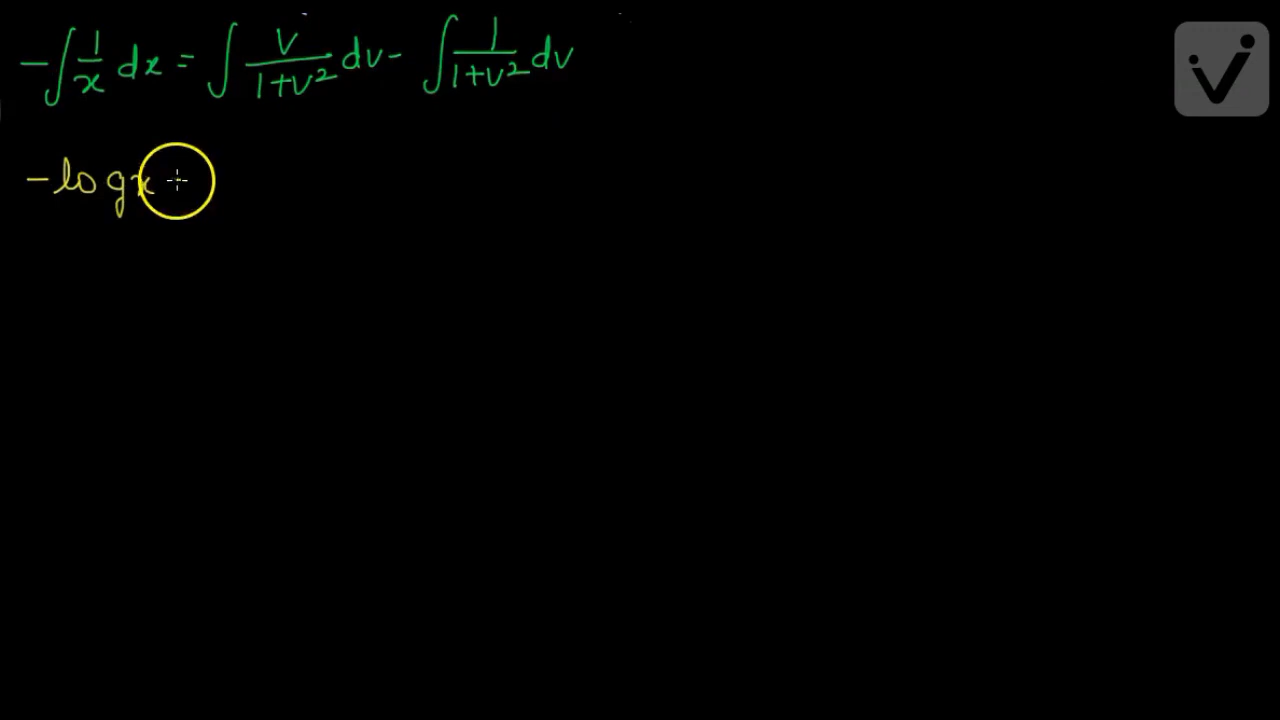 -∫ 1/x dx = ∫ v/1+v² dv - ∫ 1/1+v² dv
-log x